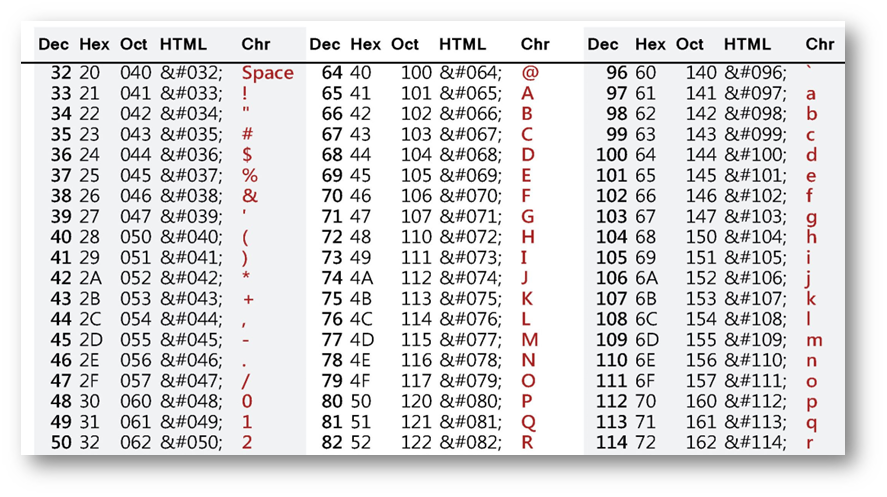 Dec Hex Oct HTML Chr Dec Hex Oct HTML Chr Dec Hex Oct HTML Chr
32 20 040 &#032; Space 64 40 100 &#064; @ 96 60 140 &#096; `
33 21 041 &#033; ! 65 41 101 &#065; A 97 61 141 &#097; a
34 22 042 &#034; " 66 42 102 &#066; B 98 62 142 &#098; b
35 23 043 &#035; # 67 43 103 &#067; C 99 63 143 &#099; c
36 24 044 &#036; $ 68 44 104 &#068; D 100 64 144 &#100; d
37 25 045 &#037; % 69 45 105 &#069; E 101 65 145 &#101; e
38 26 046 &#038; & 70 46 106 &#070; F 102 66 146 &#102; f
39 27 047 &#039; ' 71 47 107 &#071; G 103 67 147 &#103; g
40 28 050 &#040; ( 72 48 110 &#072; H 104 68 150 &#104; h
41 29 051 &#041; ) 73 49 111 &#073; I 105 69 151 &#105; i
42 2A 052 &#042; * 74 4A 112 &#074; J 106 6A 152 &#106; j
43 2B 053 &#043; + 75 4B 113 &#075; K 107 6B 153 &#107; k
44 2C 054 &#044; , 76 4C 114 &#076; L 108 6C 154 &#108; l
45 2D 055 &#045; - 77 4D 115 &#077; M 109 6D 155 &#109; m
46 2E 056 &#046; . 78 4E 116 &#078; N 110 6E 156 &#110; n
47 2F 057 &#047; / 79 4F 117 &#079; O 111 6F 157 &#111; o
48 30 060 &#048; 0 80 50 120 &#080; P 112 70 160 &#112; p
49 31 061 &#049; 1 81 51 121 &#081; Q 113 71 161 &#113; q
50 32 062 &#050; 2 82 52 122 &#082; R 114 72 162 &#114; r